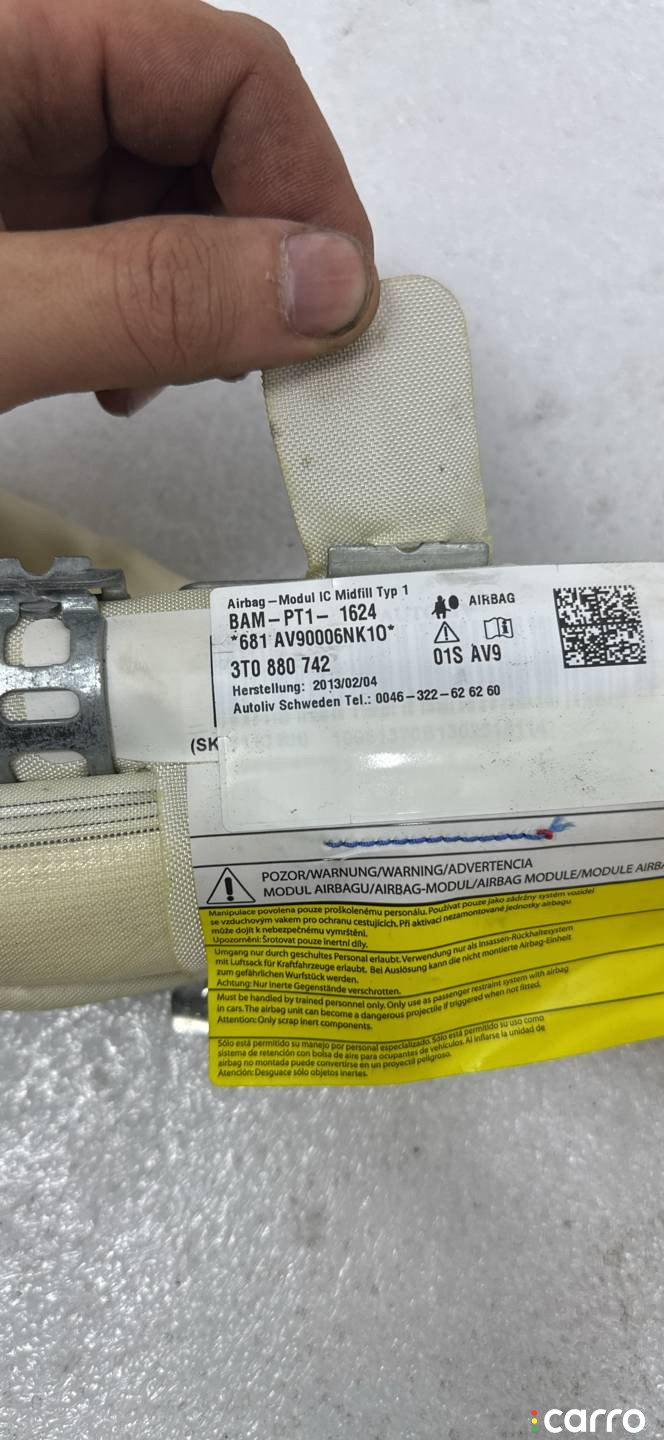 Airbag-Modul IC Midfill Typ 1
BAM-PT1- 1624
*681 AV90006NK10*
AIRBAG
3T0 880 742
01S AV9
Herstellung: 2013/02/04
Autoliv Schweden Tel.: 0046-322-62 62 60
(SK
POZOR/WARNUNG/WARNING/ADVERTENCIA
MODUL AIRBAGU/AIRBAG-MODUL/AIRBAG MODULE/MODULE AIRBA
Manipulace povolena pouze proškolenému personálu. Používat pouze jako zádržný systém vozidel
se vzduchovým vakem pro ochranu cestujících. Při aktivaci nezamontované jednotky airbagu
může dojít k nebezpečnému vymrštění.
Upozornění: Šrotovat pouze inertní díly.
Umgang nur durch geschultes Personal erlaubt. Verwendung nur als Insassen-Rückhaltesystem
mit Luftsack für Kraftfahrzeuge erlaubt. Bei Auslösung kann die nicht montierte Airbag-Einheit
zum gefährlichen Wurfstück werden.
Achtung: Nur inerte Gegenstände verschrotten.
Must be handled by trained personnel only. Only use as passenger restraint system with airbag
in cars. The airbag unit can become a dangerous projectile if triggered when not fitted.
Attention: Only scrap inert components.
Sólo está permitido su manejo por personal especializado. Sólo está permitido su uso como
sistema de retención con bolsa de aire para ocupantes de vehículos. Al inflarse la unidad de
airbag no montada puede convertirse en un proyectil peligroso.
Atención: Desguace sólo objetos inertes.
carro